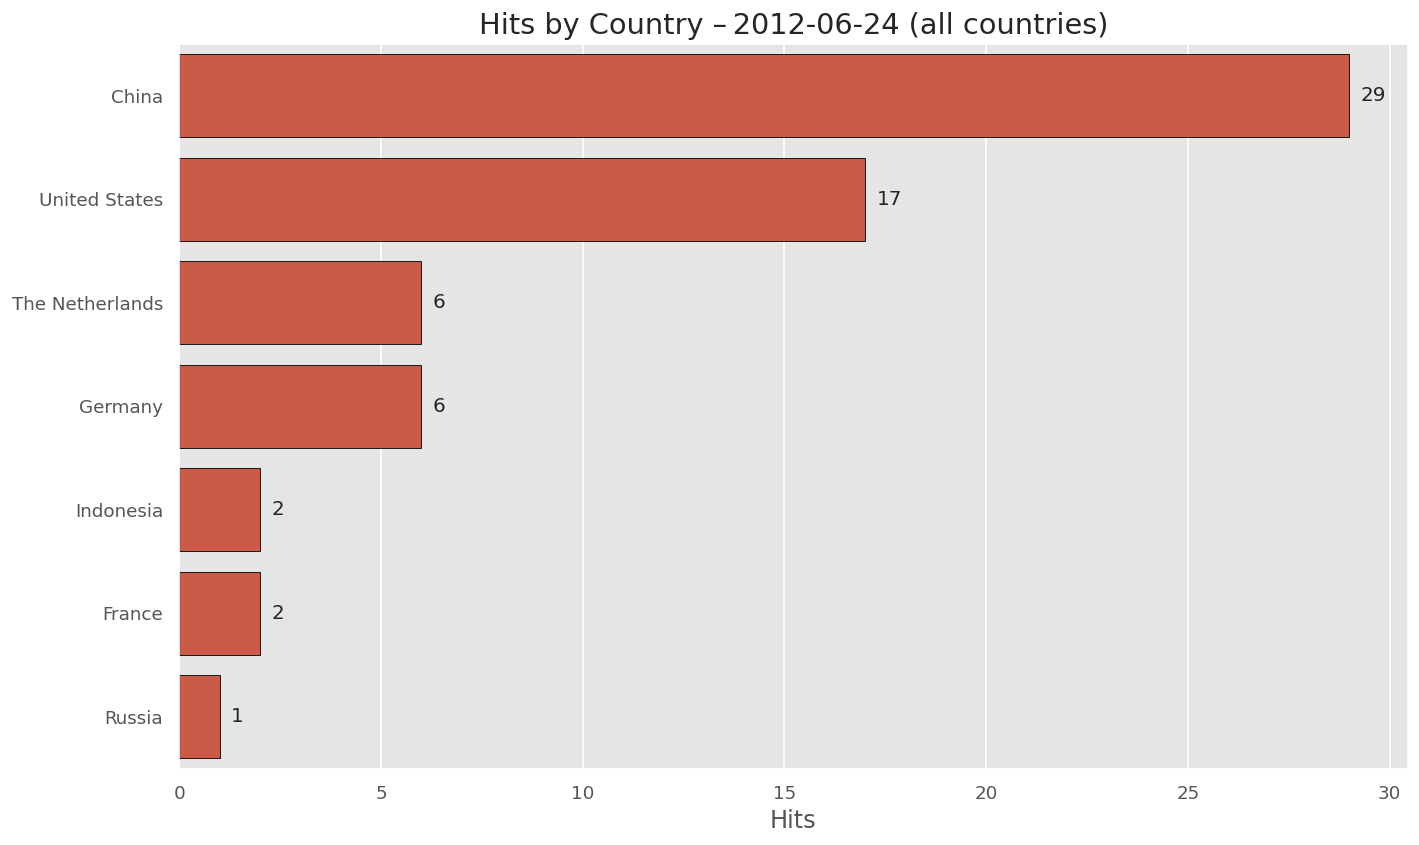 Hits by Country – 2012-06-24 (all countries)
China
29
United States
17
The Netherlands
6
Germany
6
Indonesia
2
France
2
Russia
1
0 5 10 15 20 25 30
Hits